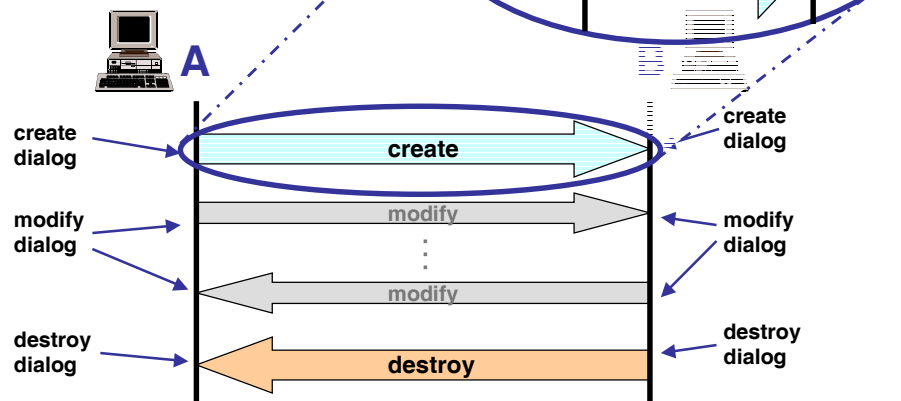 A
B
create
dialog
create
create
dialog
modify
dialog
modify
modify
dialog
modify
destroy
dialog
destroy
destroy
dialog